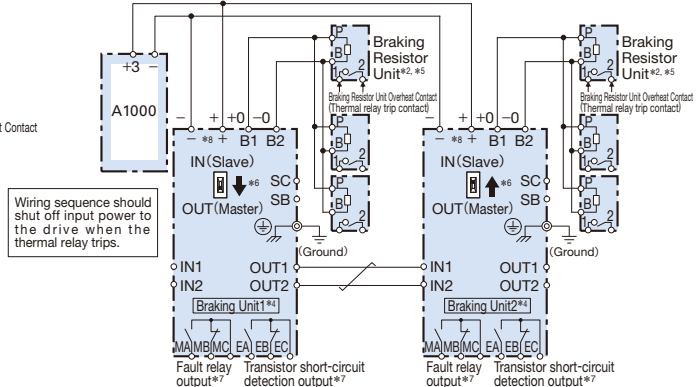 +3 −
A1000
t Contact
Wiring sequence should
shut off input power to
the drive when the
thermal relay trips.
− + +0 −0
− *8 + B1 B2
IN(Slave)
*6
OUT(Master)
SC
SB
(Ground)
IN1
IN2
OUT1
OUT2
Braking Unit1*4
MA MB MC EA EB EC
Fault relay
output*7
Transistor short-circuit
detection output*7
P
B
1 2
Braking
Resistor
Unit*2, *5
Braking Resistor Unit Overheat Contact
(Thermal relay trip contact)
P
B
1 2
P
B
1 2
− + +0 −0
− *8 + B1 B2
IN(Slave)
*6
OUT(Master)
SC
SB
(Ground)
IN1
IN2
OUT1
OUT2
Braking Unit2*4
MA MB MC EA EB EC
Fault relay
output*7
Transistor short-circuit
detection output*7
P
B
1 2
Braking
Resistor
Unit*2, *5
Braking Resistor Unit Overheat Contact
(Thermal relay trip contact)
P
B
1 2
P
B
1 2